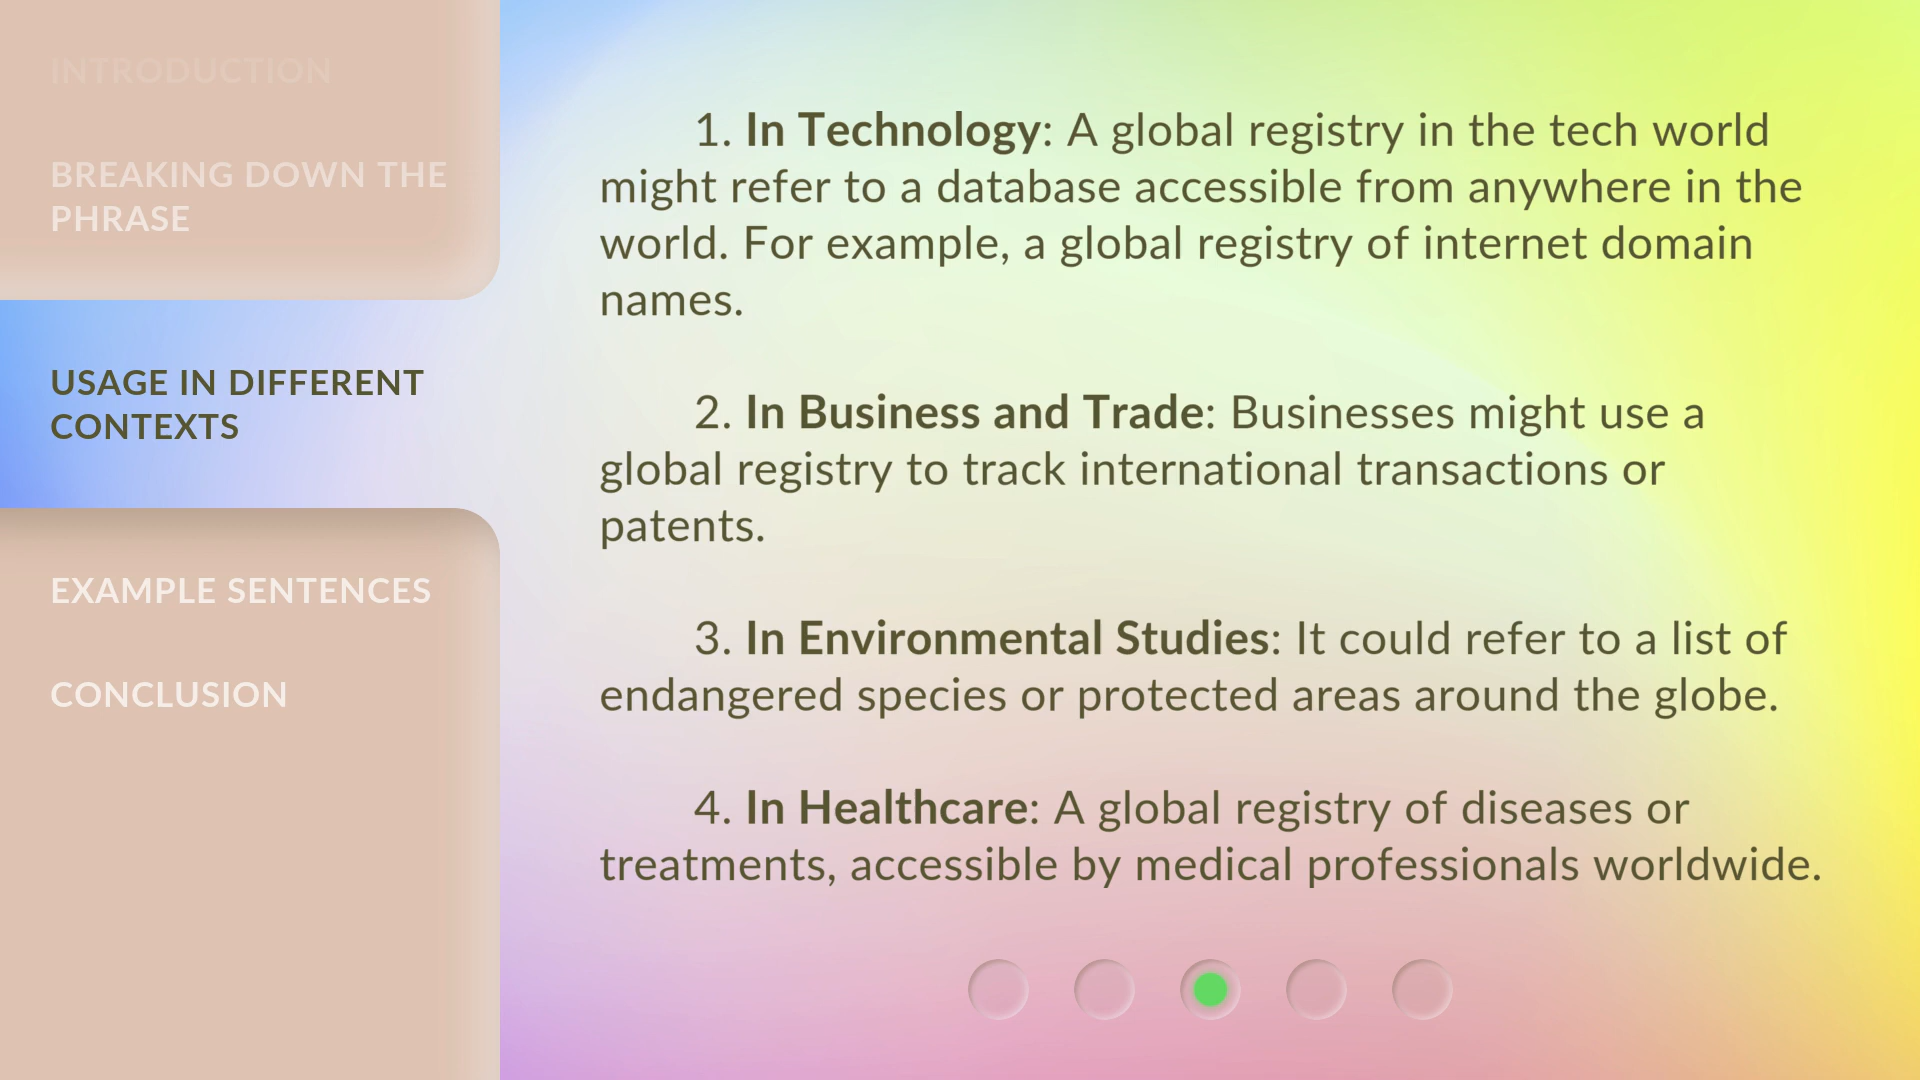 INTRODUCTION
BREAKING DOWN THE
PHRASE
USAGE IN DIFFERENT
CONTEXTS
EXAMPLE SENTENCES
CONCLUSION
1. In Technology: A global registry in the tech world
might refer to a database accessible from anywhere in the
world. For example, a global registry of internet domain
names.
2. In Business and Trade: Businesses might use a
global registry to track international transactions or
patents.
3. In Environmental Studies: It could refer to a list of
endangered species or protected areas around the globe.
4. In Healthcare: A global registry of diseases or
treatments, accessible by medical professionals worldwide.